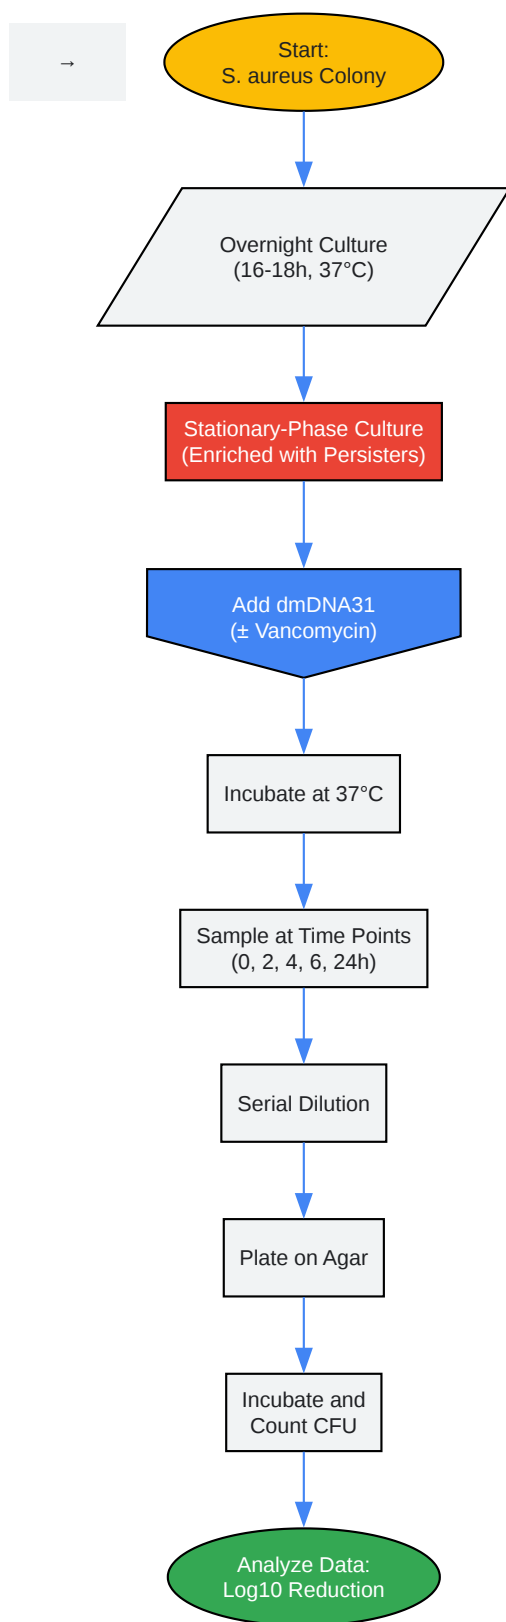 →
Start:
S. aureus Colony
Overnight Culture
(16-18h, 37°C)
Stationary-Phase Culture
(Enriched with Persisters)
Add dmDNA31
(± Vancomycin)
Incubate at 37°C
Sample at Time Points
(0, 2, 4, 6, 24h)
Serial Dilution
Plate on Agar
Incubate and
Count CFU
Analyze Data:
Log10 Reduction